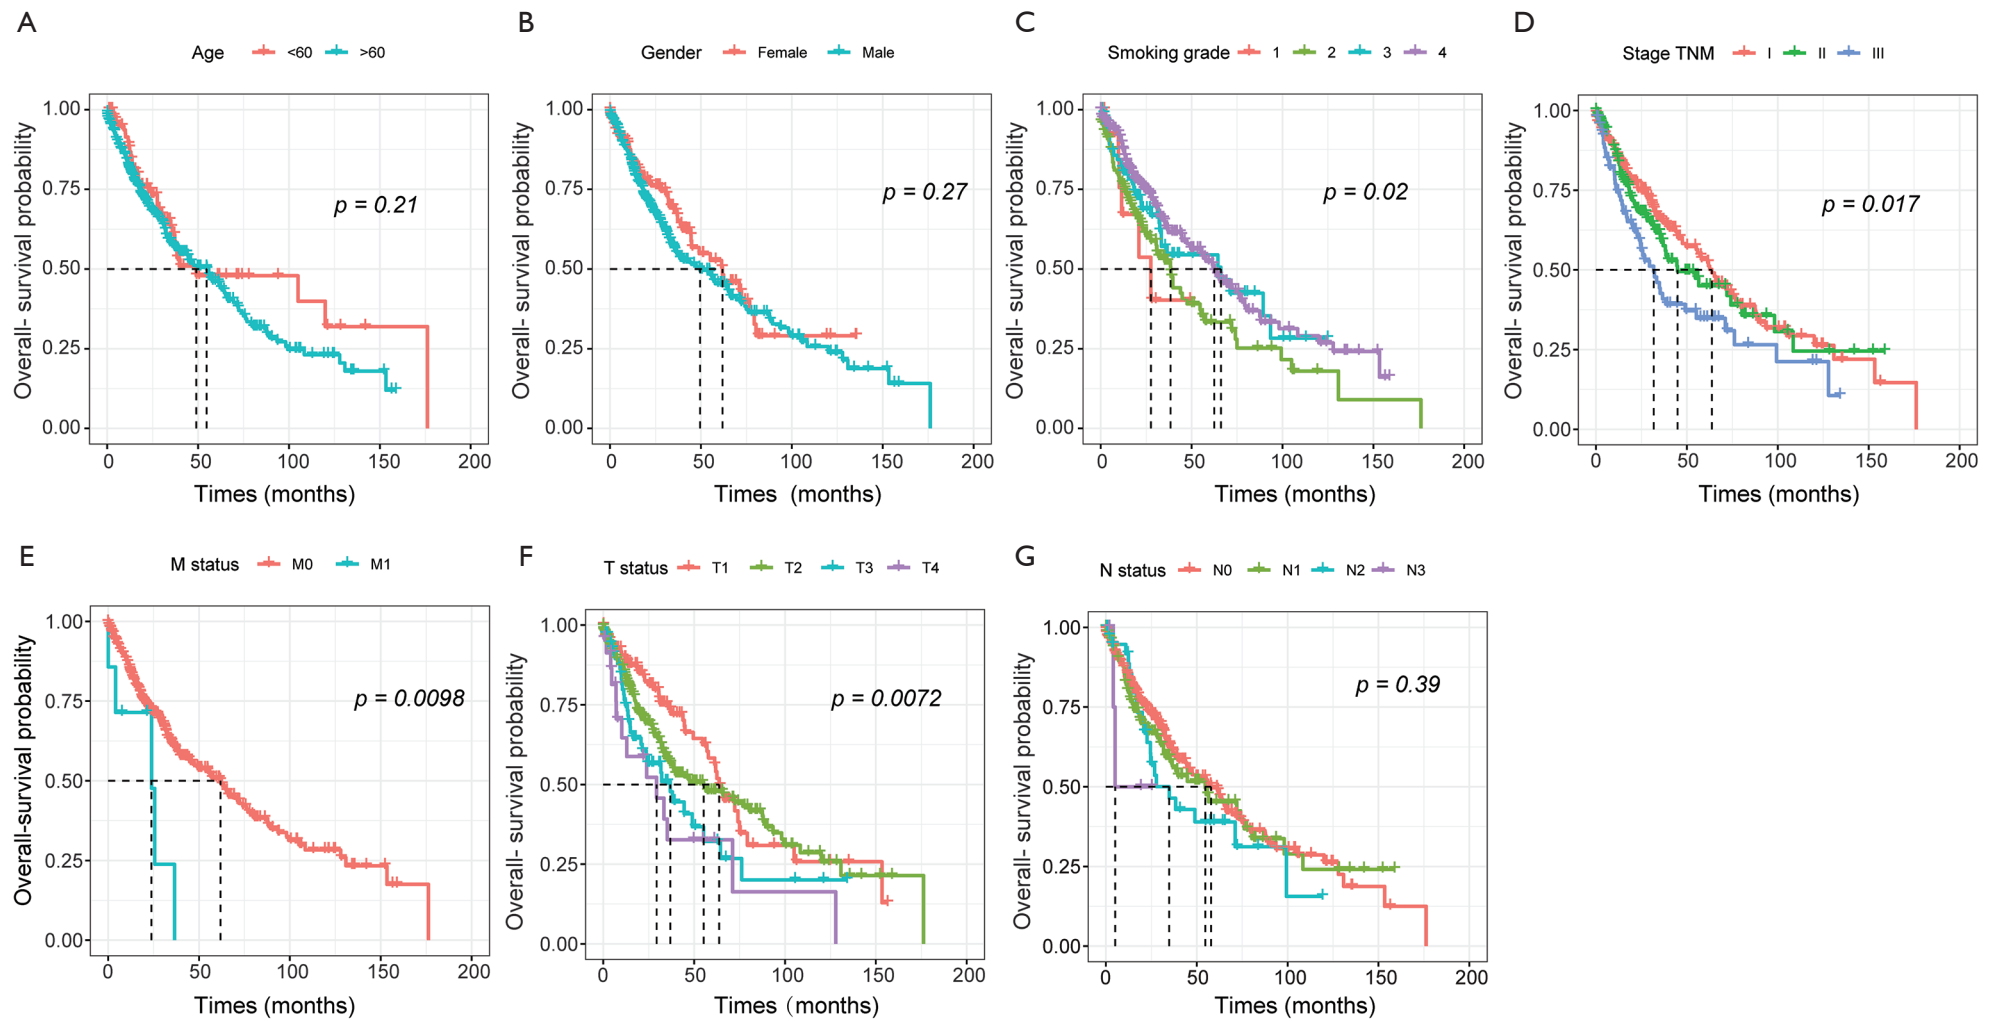 A
Age <60 >60
Overall- survival probability
1.00
0.75
0.50
0.25
0.00
p = 0.21
0 50 100 150 200
Times (months)
B
Gender Female Male
Overall- survival probability
1.00
0.75
0.50
0.25
0.00
p = 0.27
0 50 100 150 200
Times (months)
C
Smoking grade 1 2 3 4
Overall- survival probability
1.00
0.75
0.50
0.25
0.00
p = 0.02
0 50 100 150 200
Times (months)
D
Stage TNM I II III
Overall- survival probability
1.00
0.75
0.50
0.25
0.00
p = 0.017
0 50 100 150 200
Times (months)
E
M status M0 M1
Overall-survival probability
1.00
0.75
0.50
0.25
0.00
p = 0.0098
0 50 100 150 200
Times (months)
F
T status T1 T2 T3 T4
Overall- survival probability
1.00
0.75
0.50
0.25
0.00
p = 0.0072
0 50 100 150 200
Times (months)
G
N status N0 N1 N2 N3
Overall- survival probability
1.00
0.75
0.50
0.25
0.00
p = 0.39
0 50 100 150 200
Times (months)